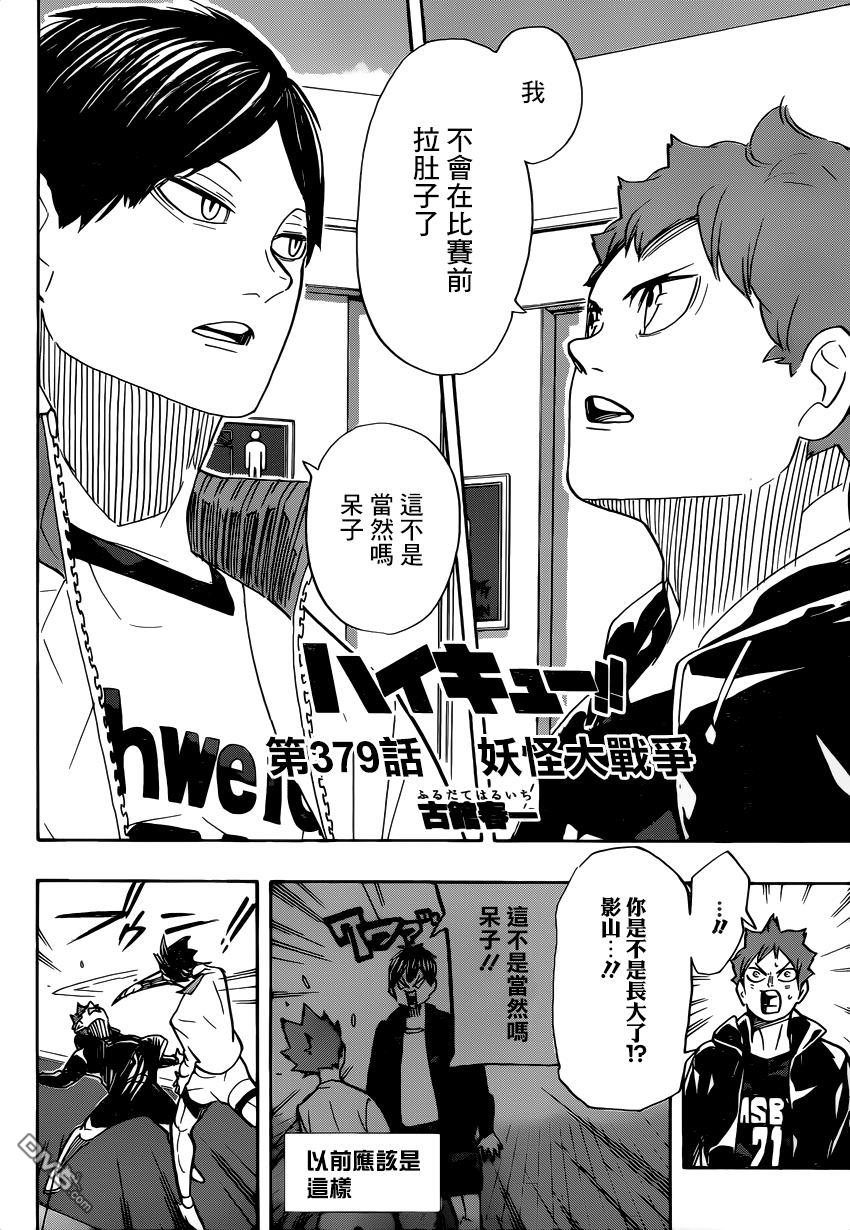 我
不會在比賽前
拉肚子了
這不是
當然嗎
呆子
hwe
ハイキュー!!
第379話 妖怪大戰爭
ふるだてはるいち
古舘春一
…!!
你是不是長大了!?
影山…!!
MSBY
21
這不是當然嗎
呆子!!
以前應該是
這樣